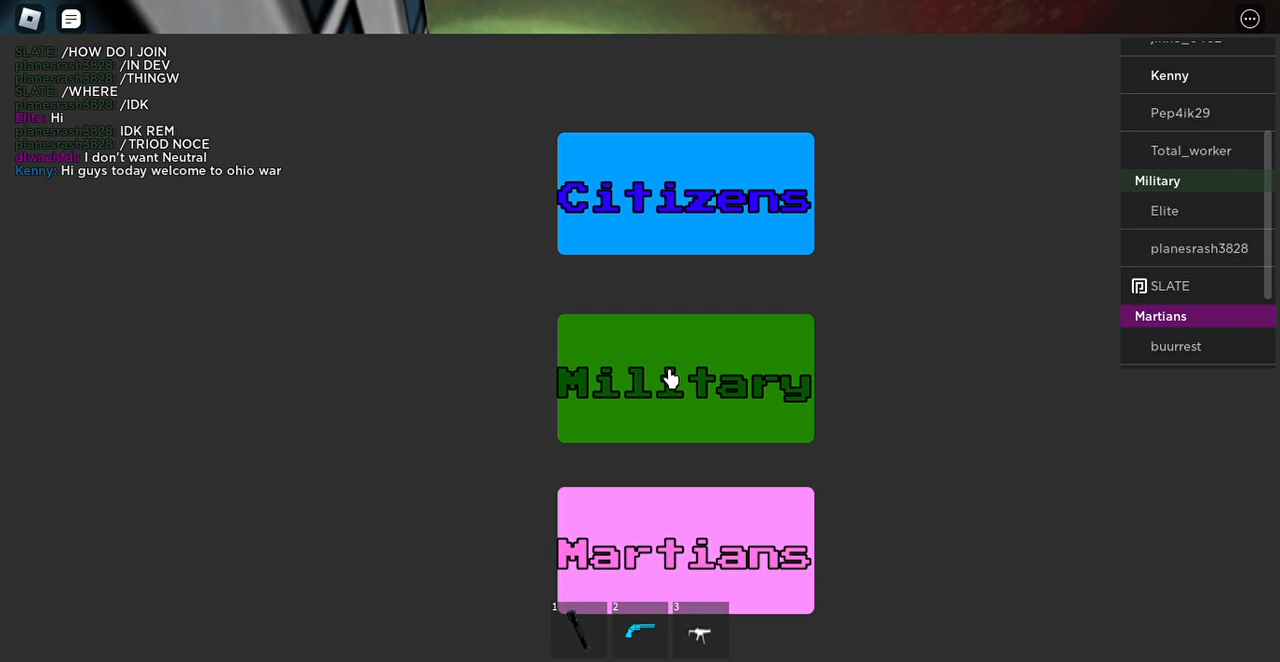 SLATE: /HOW DO I JOIN
planesrash3828: /IN DEV
planesrash3828: /THINGW
SLATE: /WHERE
planesrash3828: /IDK
Elite: Hi
planesrash3828: IDK REM
planesrash3828: /TRIOD NOCE
dlwnehfdl: I don't want Neutral
Kenny: Hi guys today welcome to ohio war
Kenny
Pep4ik29
Total_worker
Military
Elite
planesrash3828
SLATE
Martians
buurrest
Citizens
Military
Martians
1
2
3